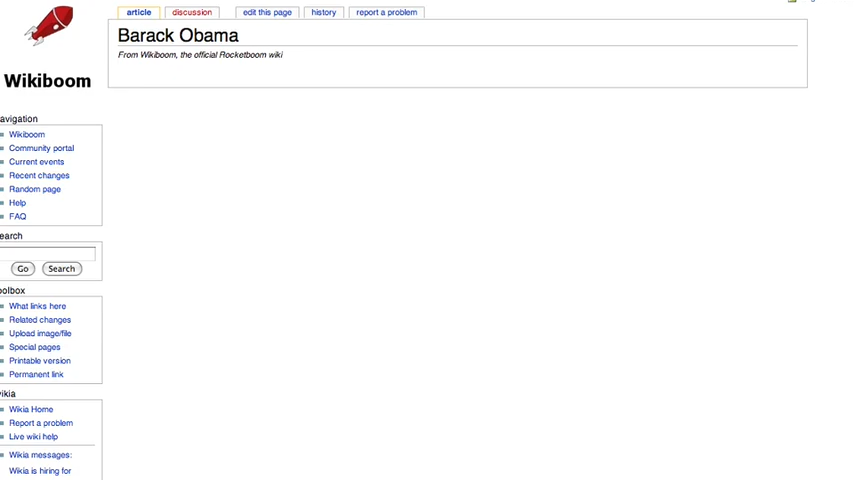 article discussion edit this page history report a problem
Barack Obama
From Wikiboom, the official Rocketboom wiki
Wikiboom
avigation
Wikiboom
Community portal
Current events
Recent changes
Random page
Help
FAQ
earch
Go Search
oolbox
What links here
Related changes
Upload image/file
Special pages
Printable version
Permanent link
ikia
Wikia Home
Report a problem
Live wiki help
Wikia messages:
Wikia is hiring for